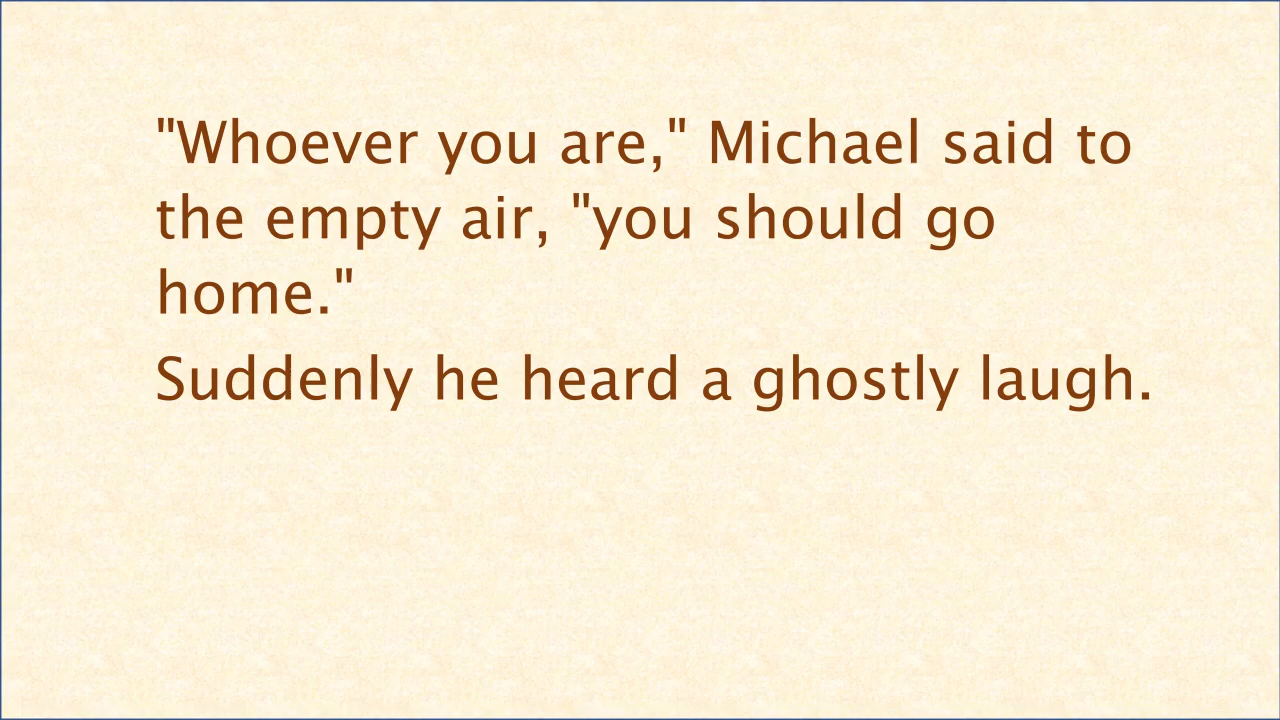 "Whoever you are," Michael said to
the empty air, "you should go
home."
Suddenly he heard a ghostly laugh.